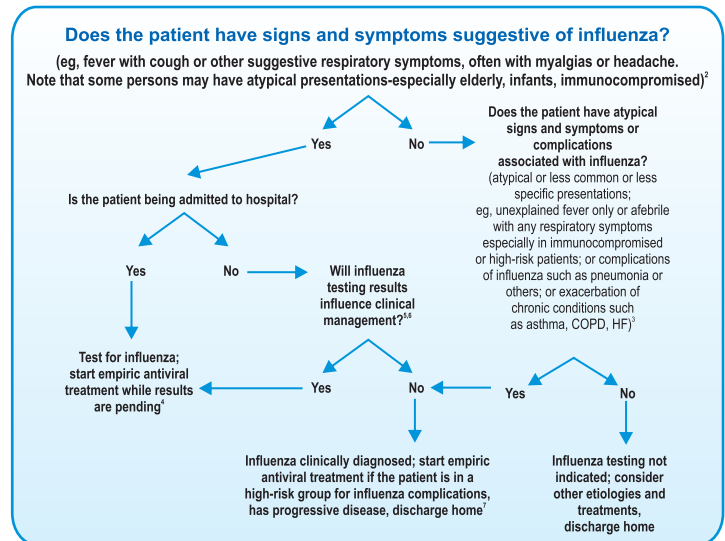 Does the patient have signs and symptoms suggestive of influenza?
(eg, fever with cough or other suggestive respiratory symptoms, often with myalgias or headache.
Note that some persons may have atypical presentations-especially elderly, infants, immunocompromised)²
Yes
No
Does the patient have atypical
signs and symptoms or
complications
associated with influenza?
(atypical or less common or less
specific presentations;
eg, unexplained fever only or afebrile
with any respiratory symptoms
especially in immunocompromised
or high-risk patients; or complications
of influenza such as pneumonia or
others; or exacerbation of
chronic conditions such
as asthma, COPD, HF)³
Is the patient being admitted to hospital?
Yes
No
Will influenza
testing results
influence clinical
management?⁵,⁶
Test for influenza;
start empiric antiviral
treatment while results
are pending⁴
Yes
No
Yes
No
Influenza clinically diagnosed; start empiric
antiviral treatment if the patient is in a
high-risk group for influenza complications,
has progressive disease, discharge home⁷
Influenza testing not
indicated; consider
other etiologies and
treatments,
discharge home